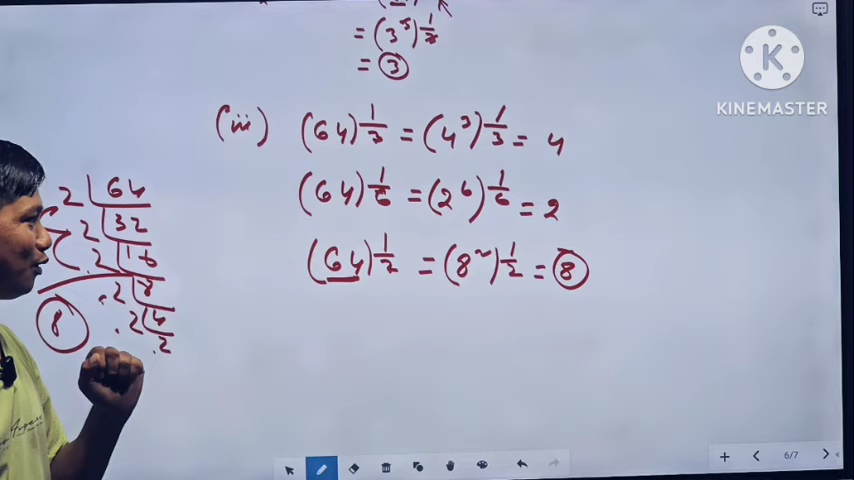 = (3⁵)^1/5
= 3
KINEMASTER
(iii) (64)^1/3 = (4³)^1/3 = 4
(64)^1/6 = (2⁶)^1/6 = 2
(64)^1/2 = (8²)^1/2 = 8
2 | 64
2 | 32
2 | 16
2 | 8
2 | 4
2
8
6/7